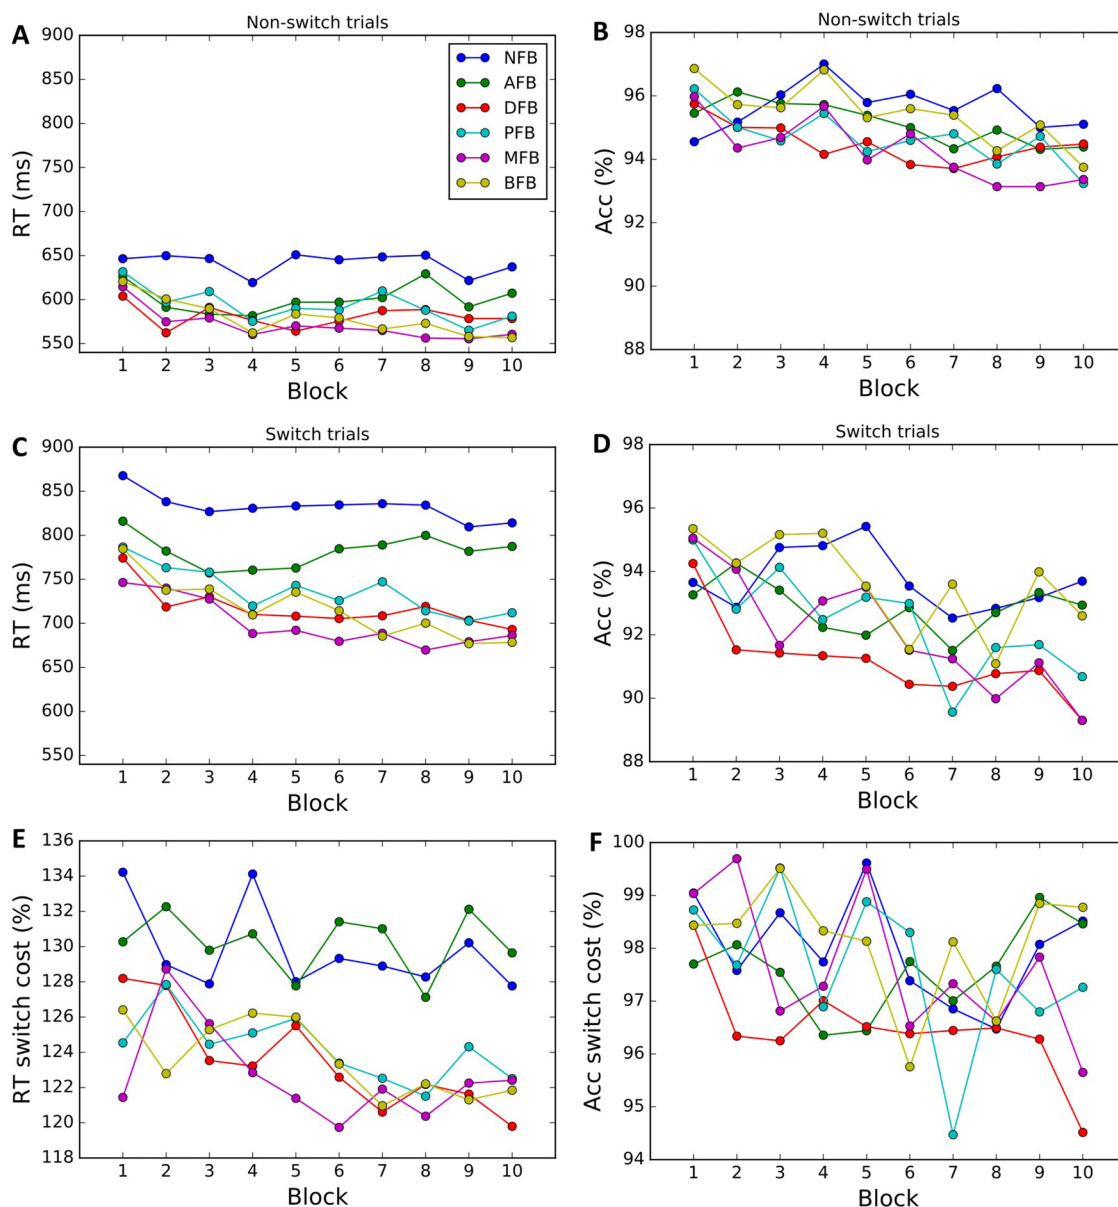 A
Non-switch trials
900
850
800
750
700
650
600
550
RT (ms)
NFB
AFB
DFB
PFB
MFB
BFB
1 2 3 4 5 6 7 8 9 10
Block
B
Non-switch trials
98
96
94
92
90
88
Acc (%)
1 2 3 4 5 6 7 8 9 10
Block
C
Switch trials
900
850
800
750
700
650
600
550
RT (ms)
1 2 3 4 5 6 7 8 9 10
Block
D
Switch trials
98
96
94
92
90
88
Acc (%)
1 2 3 4 5 6 7 8 9 10
Block
E
136
134
132
130
128
126
124
122
120
118
RT switch cost (%)
1 2 3 4 5 6 7 8 9 10
Block
F
100
99
98
97
96
95
94
Acc switch cost (%)
1 2 3 4 5 6 7 8 9 10
Block